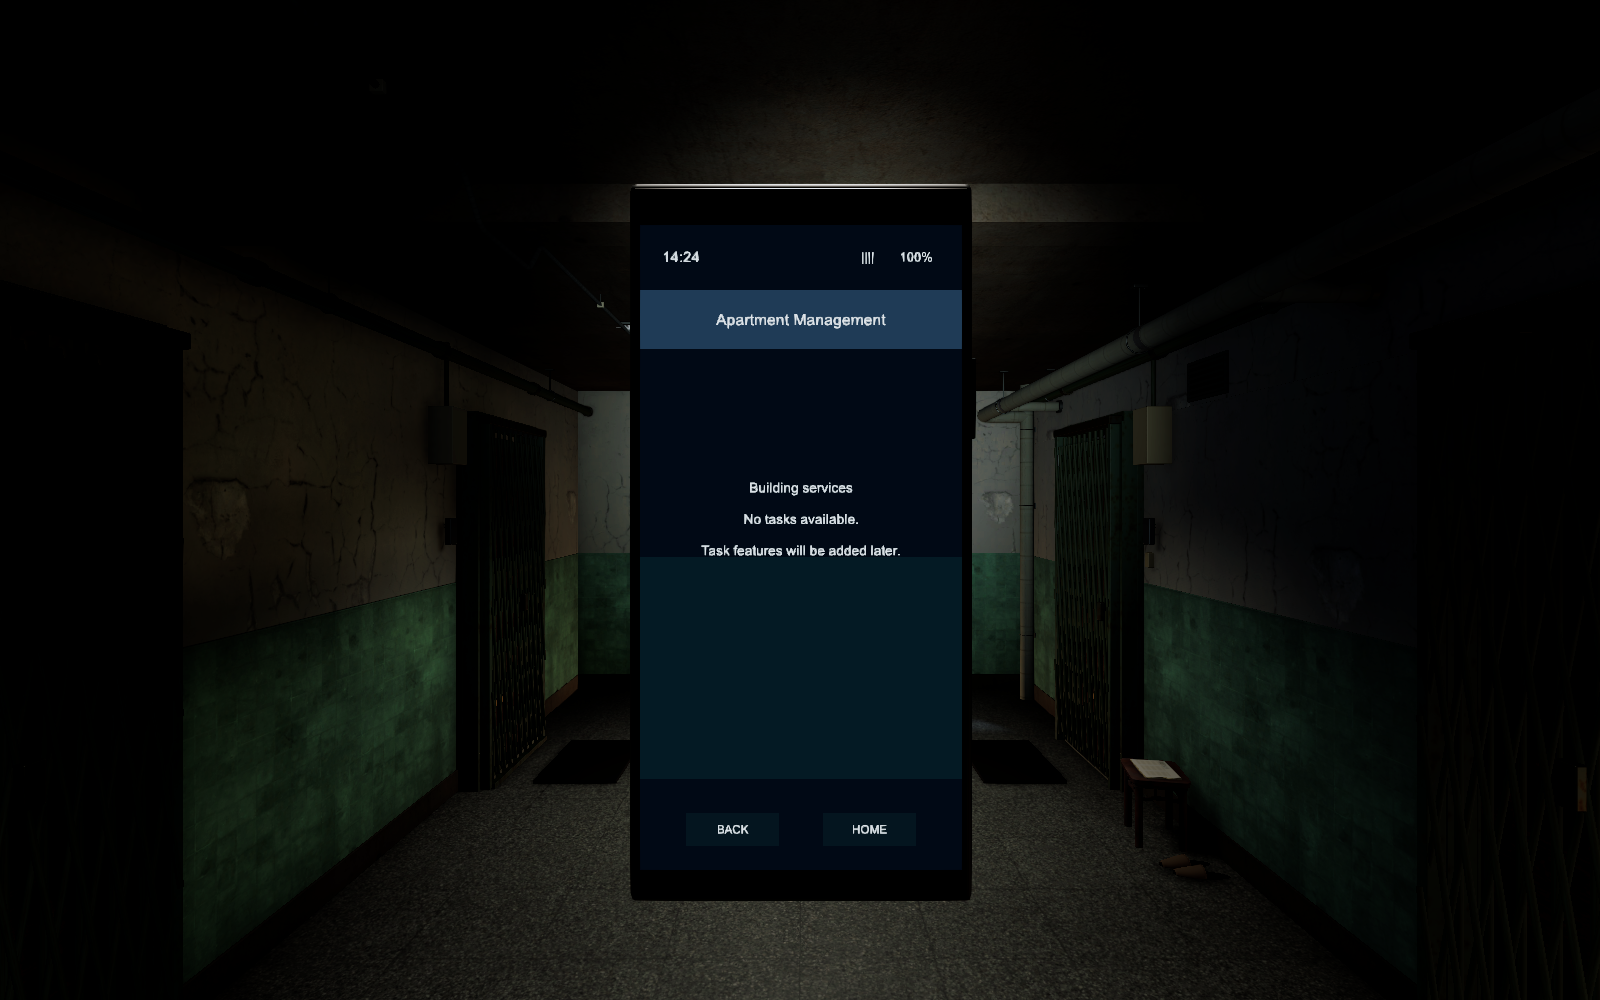 14:24 100%
Apartment Management
Building services
No tasks available.
Task features will be added later.
BACK HOME